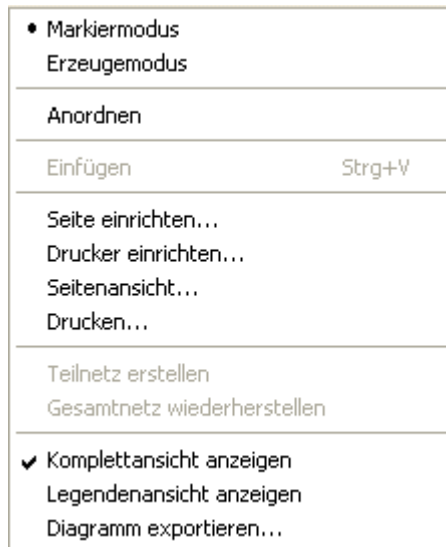 Markiermodus
Erzeugemodus
Anordnen
Einfügen Strg+V
Seite einrichten...
Drucker einrichten...
Seitenansicht...
Drucken...
Teilnetz erstellen
Gesamtnetz wiederherstellen
Komplettansicht anzeigen
Legendenansicht anzeigen
Diagramm exportieren...